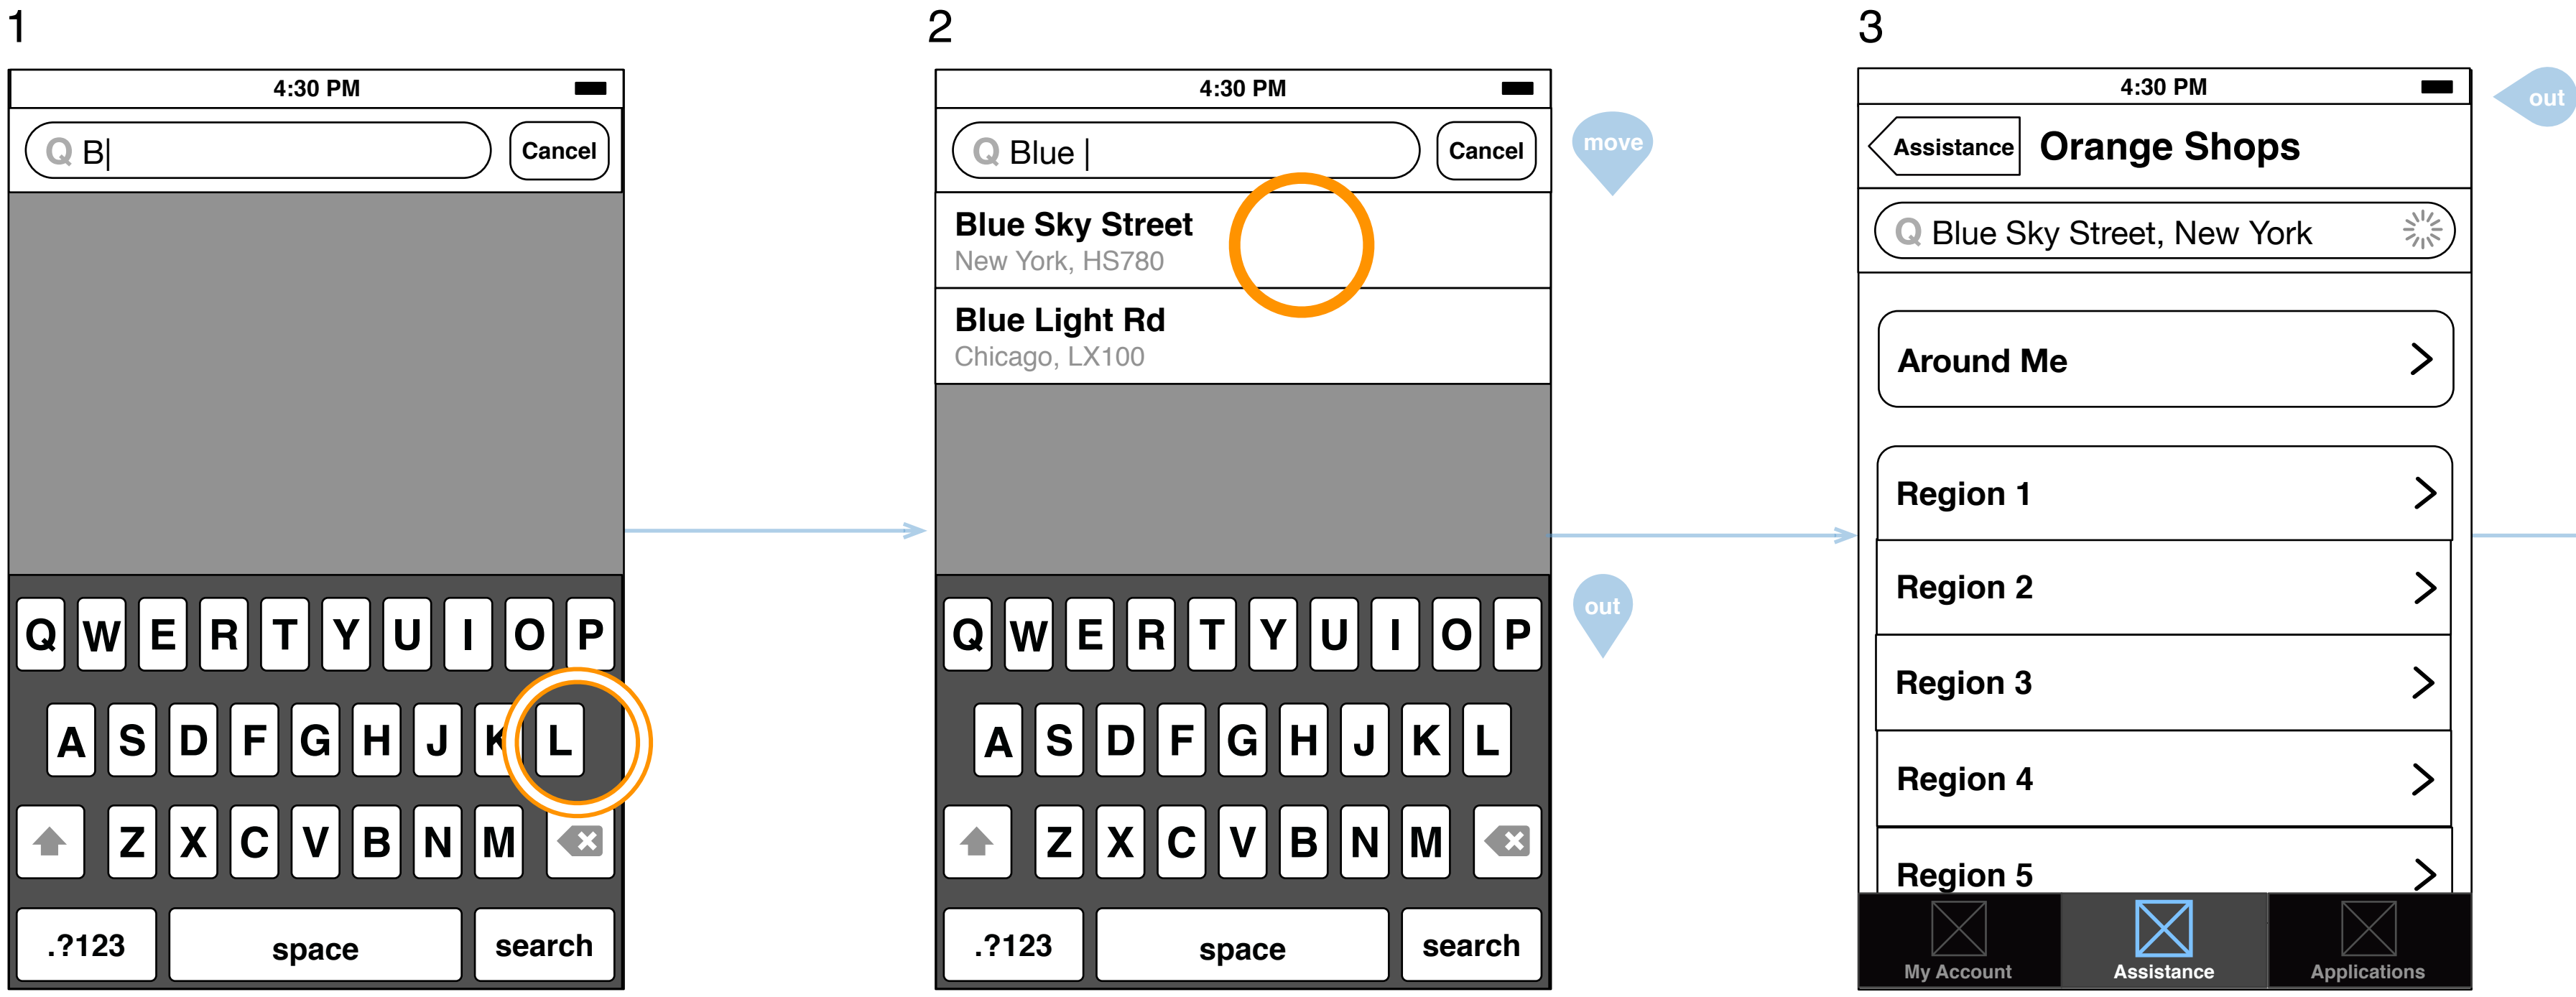 1
4:30 PM
B|
Cancel
Q W E R T Y U I O P
A S D F G H J K L
Z X C V B N M
.?123 space search
2
4:30 PM
Blue |
Cancel
move
Blue Sky Street
New York, HS780
Blue Light Rd
Chicago, LX100
out
Q W E R T Y U I O P
A S D F G H J K L
Z X C V B N M
.?123 space search
3
4:30 PM
out
Assistance Orange Shops
Blue Sky Street, New York
Around Me
Region 1
Region 2
Region 3
Region 4
Region 5
My Account Assistance Applications